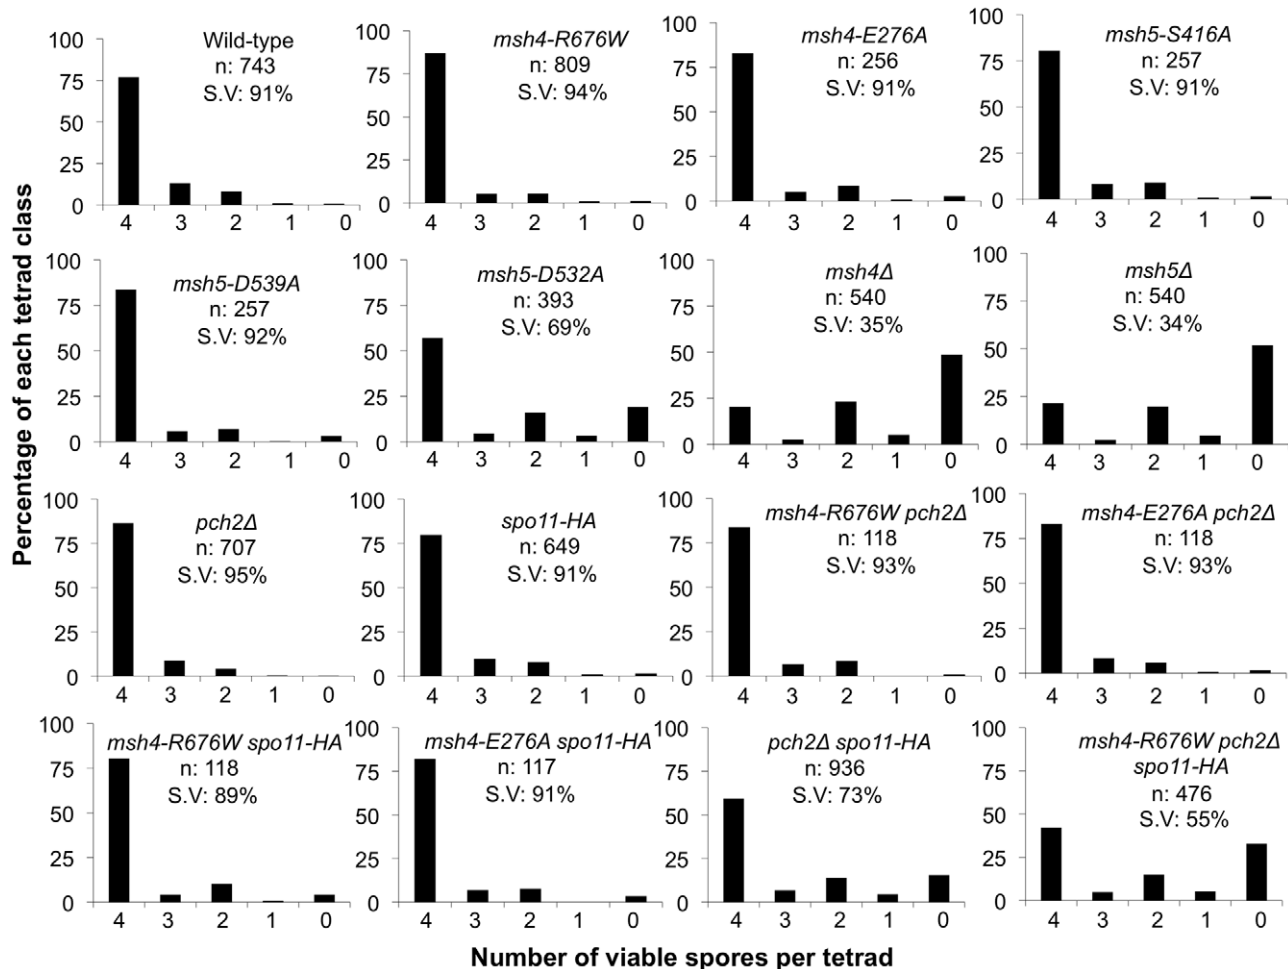 Percentage of each tetrad class
Wild-type
n: 743
S.V: 91%
100
75
50
25
0
4 3 2 1 0
msh4-R676W
n: 809
S.V: 94%
100
75
50
25
0
4 3 2 1 0
msh4-E276A
n: 256
S.V: 91%
100
75
50
25
0
4 3 2 1 0
msh5-S416A
n: 257
S.V: 91%
100
75
50
25
0
4 3 2 1 0
msh5-D539A
n: 257
S.V: 92%
100
75
50
25
0
4 3 2 1 0
msh5-D532A
n: 393
S.V: 69%
100
75
50
25
0
4 3 2 1 0
msh4Δ
n: 540
S.V: 35%
100
75
50
25
0
4 3 2 1 0
msh5Δ
n: 540
S.V: 34%
100
75
50
25
0
4 3 2 1 0
pch2Δ
n: 707
S.V: 95%
100
75
50
25
0
4 3 2 1 0
spo11-HA
n: 649
S.V: 91%
100
75
50
25
0
4 3 2 1 0
msh4-R676W pch2Δ
n: 118
S.V: 93%
100
75
50
25
0
4 3 2 1 0
msh4-E276A pch2Δ
n: 118
S.V: 93%
100
75
50
25
0
4 3 2 1 0
msh4-R676W spo11-HA
n: 118
S.V: 89%
100
75
50
25
0
4 3 2 1 0
msh4-E276A spo11-HA
n: 117
S.V: 91%
100
75
50
25
0
4 3 2 1 0
pch2Δ spo11-HA
n: 936
S.V: 73%
100
75
50
25
0
4 3 2 1 0
msh4-R676W pch2Δ
spo11-HA
n: 476
S.V: 55%
100
75
50
25
0
4 3 2 1 0
Number of viable spores per tetrad